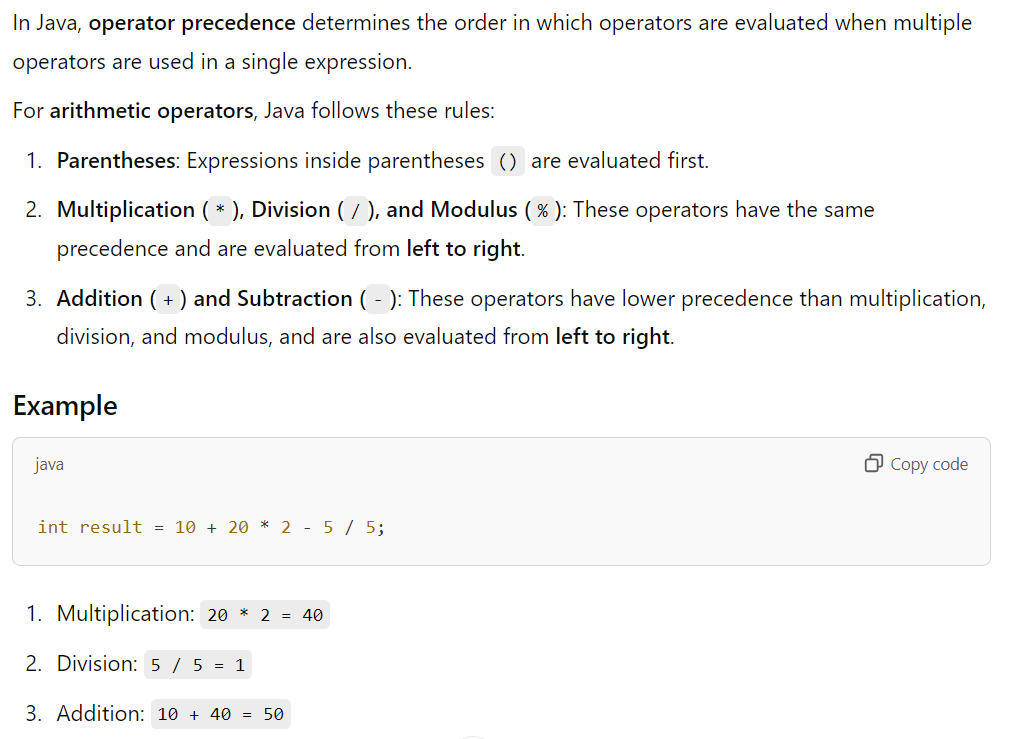 In Java, operator precedence determines the order in which operators are evaluated when multiple
operators are used in a single expression.
For arithmetic operators, Java follows these rules:
1. Parentheses: Expressions inside parentheses () are evaluated first.
2. Multiplication ( * ), Division ( / ), and Modulus ( % ): These operators have the same
precedence and are evaluated from left to right.
3. Addition ( + ) and Subtraction ( - ): These operators have lower precedence than multiplication,
division, and modulus, and are also evaluated from left to right.
Example
java Copy code
int result = 10 + 20 * 2 - 5 / 5;
1. Multiplication: 20 * 2 = 40
2. Division: 5 / 5 = 1
3. Addition: 10 + 40 = 50